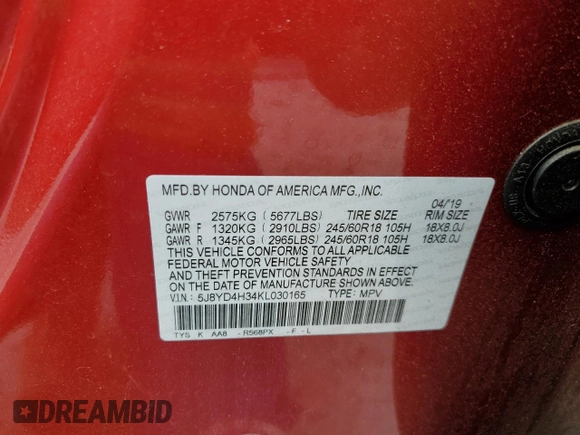 MFD.BY HONDA OF AMERICA MFG.,INC.
04/19
GVWR 2575KG (5677LBS) TIRE SIZE RIM SIZE
GAWR F 1320KG (2910LBS) 245/60R18 105H 18X8.0J
GAWR R 1345KG (2965LBS) 245/60R18 105H 18X8.0J
THIS VEHICLE CONFORMS TO ALL APPLICABLE
FEDERAL MOTOR VEHICLE SAFETY
AND THEFT PREVENTION STANDARDS IN EFFECT
ON THE DATE OF MANUFACTURE SHOWN ABOVE.
V.I.N.: 5J8YD4H34KL030165 TYPE: MPV
TYS K AA8 - R568PX -F -L
DREAMBID